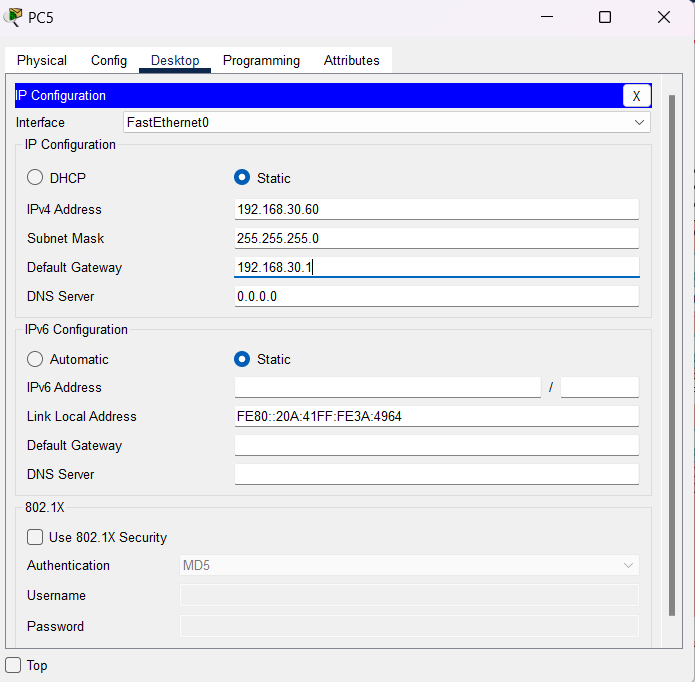 PC5
Physical Config Desktop Programming Attributes
IP Configuration X
Interface FastEthernet0
IP Configuration
DHCP Static
IPv4 Address 192.168.30.60
Subnet Mask 255.255.255.0
Default Gateway 192.168.30.1
DNS Server 0.0.0.0
IPv6 Configuration
Automatic Static
IPv6 Address /
Link Local Address FE80::20A:41FF:FE3A:4964
Default Gateway
DNS Server
802.1X
Use 802.1X Security
Authentication MD5
Username
Password
Top